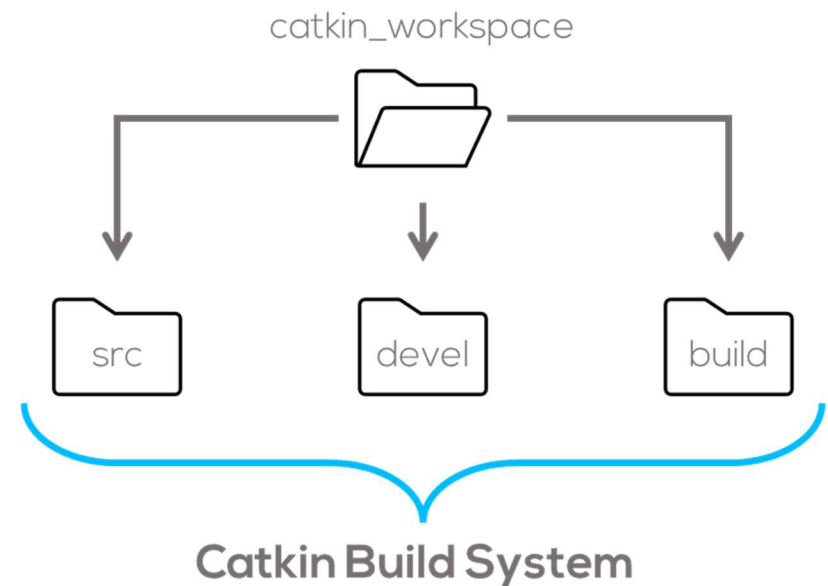 catkin_workspace
src
devel
build
Catkin Build System